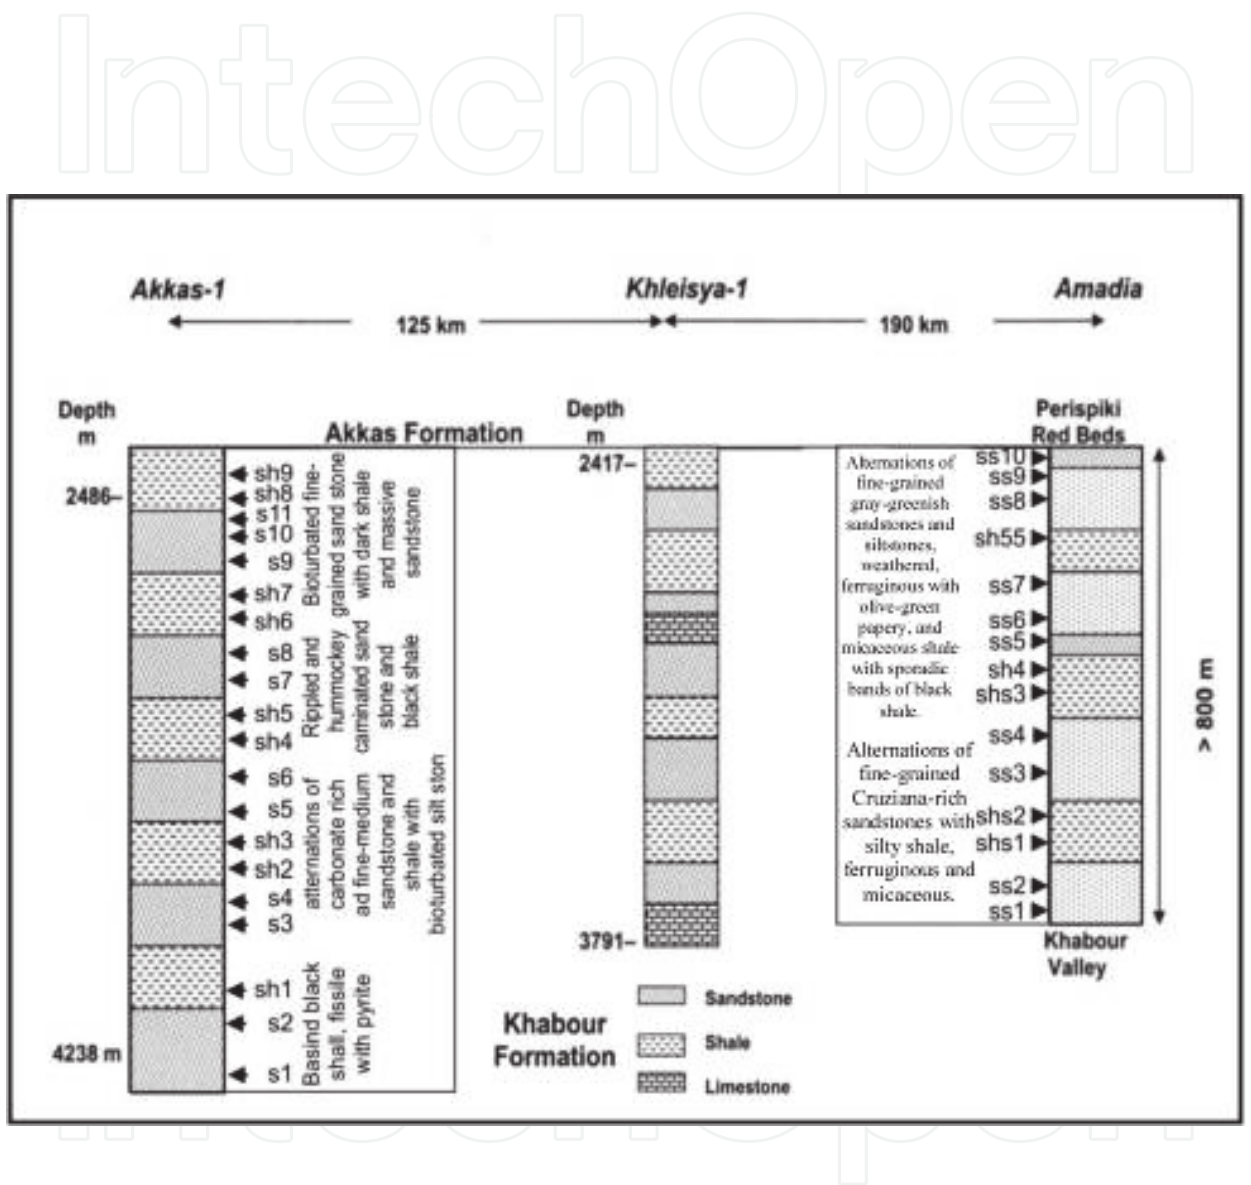 IntechOpen
Akkas-1
Khleisya-1
Amadia
125 km
190 km
Depth
m
Akkas Formation
Depth
m
Perispiki
Red Beds
2486–
4238 m
sh9
sh8
s11
s10
s9
sh7
sh6
s8
s7
sh5
sh4
s6
s5
sh3
sh2
s4
s3
sh1
s2
s1
Bioturbated fine-
grained sand stone
with dark shale
and massive
sandstone
Rippled and
hummockey
caminated sand
stone and
black shale
atternations of
carbonate rich
ad fine-medium
sandstone and
shale with
bioturbated silt ston
Basind black
shall, fissile
with pyrite
2417–
3791–
Alternations of
fine-grained
gray-greenish
sandstones and
siltstones,
weathered,
ferruginous with
olive-green
papery, and
micaceous shale
with sporadic
bands of black
shale.
Alternations of
fine-grained
Cruziana-rich
sandstones with
silty shale,
ferruginous and
micaceous.
ss10
ss9
ss8
sh55
ss7
ss6
ss5
sh4
shs3
ss4
ss3
shs2
shs1
ss2
ss1
> 800 m
Khabour
Valley
Khabour
Formation
Sandstone
Shale
Limestone
IntechOpen